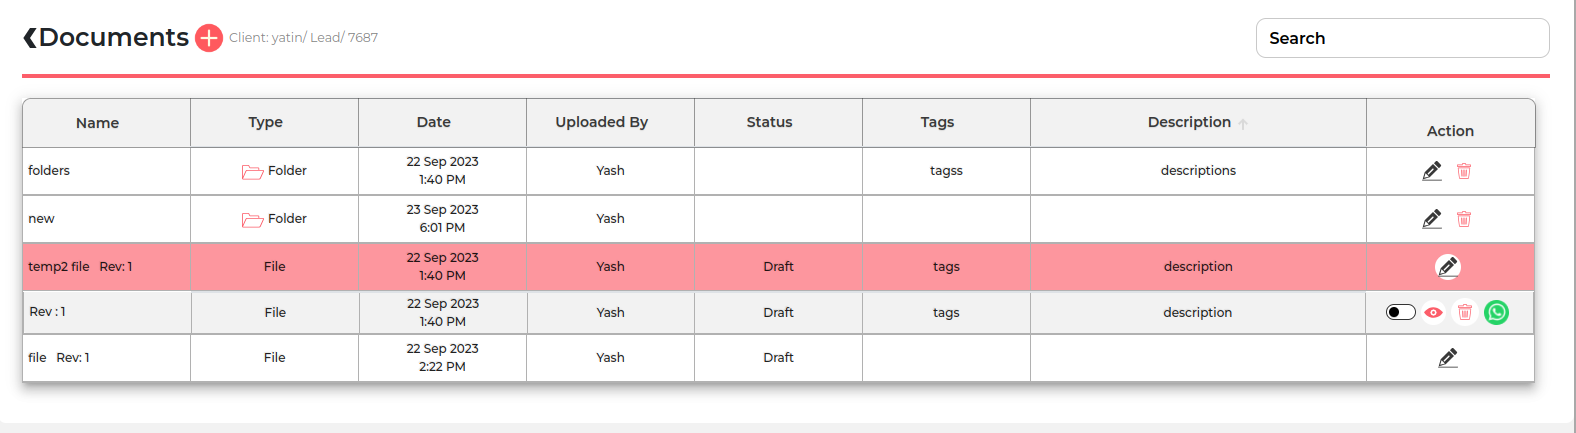 Documents Client: yatin/ Lead/ 7687
Search
Name Type Date Uploaded By Status Tags Description Action
folders Folder 22 Sep 2023 1:40 PM Yash tagss descriptions
new Folder 23 Sep 2023 6:01 PM Yash
temp2 file Rev: 1 File 22 Sep 2023 1:40 PM Yash Draft tags description
Rev : 1 File 22 Sep 2023 1:40 PM Yash Draft tags description
file Rev: 1 File 22 Sep 2023 2:22 PM Yash Draft